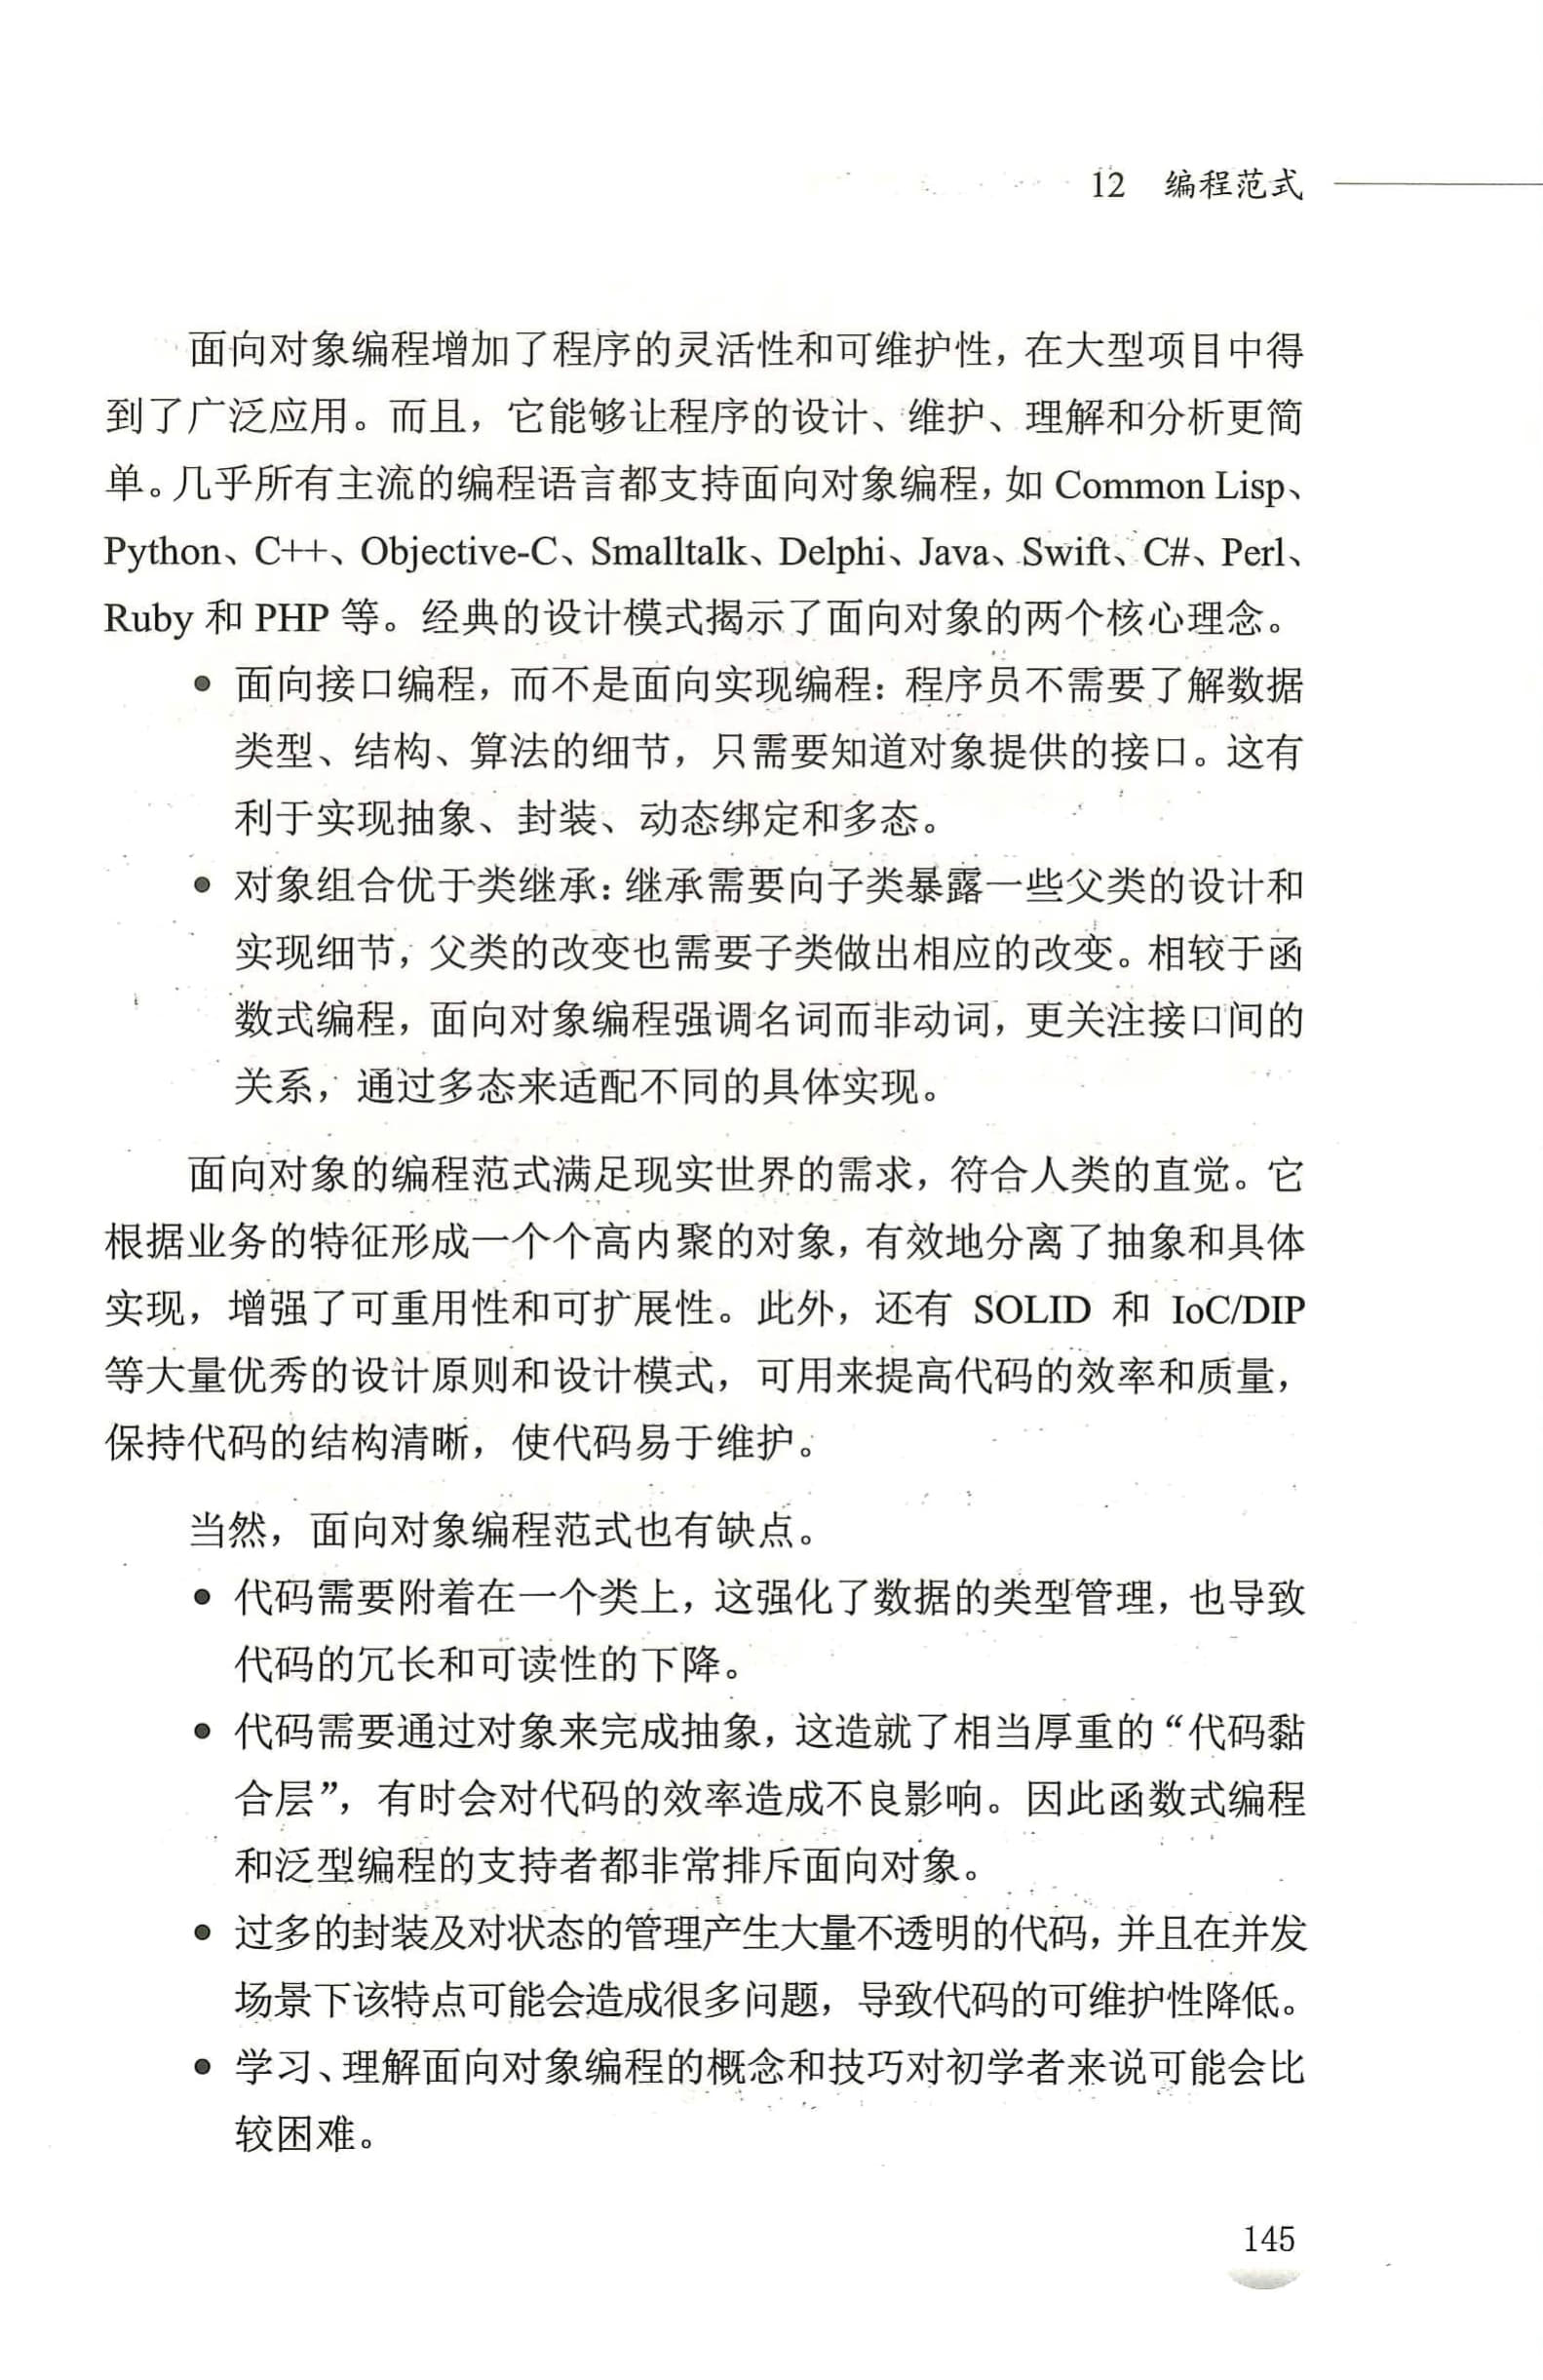 12 编程范式
面向对象编程增加了程序的灵活性和可维护性，在大型项目中得
到了广泛应用。而且，它能够让程序的设计、维护、理解和分析更简
单。几乎所有主流的编程语言都支持面向对象编程，如 Common Lisp、
Python、C++、Objective-C、Smalltalk、Delphi、Java、Swift、C#、Perl、
Ruby 和 PHP 等。经典的设计模式揭示了面向对象的两个核心理念。
● 面向接口编程，而不是面向实现编程：程序员不需要了解数据
类型、结构、算法的细节，只需要知道对象提供的接口。这有
利于实现抽象、封装、动态绑定和多态。
● 对象组合优于类继承：继承需要向子类暴露一些父类的设计和
实现细节，父类的改变也需要子类做出相应的改变。相较于函
数式编程，面向对象编程强调名词而非动词，更关注接口间的
关系，通过多态来适配不同的具体实现。
面向对象的编程范式满足现实世界的需求，符合人类的直觉。它
根据业务的特征形成一个个高内聚的对象，有效地分离了抽象和具体
实现，增强了可重用性和可扩展性。此外，还有 SOLID 和 IoC/DIP
等大量优秀的设计原则和设计模式，可用来提高代码的效率和质量，
保持代码的结构清晰，使代码易于维护。
当然，面向对象编程范式也有缺点。
● 代码需要附着在一个类上，这强化了数据的类型管理，也导致
代码的冗长和可读性的下降。
● 代码需要通过对象来完成抽象，这造就了相当厚重的“代码黏
合层”，有时会对代码的效率造成不良影响。因此函数式编程
和泛型编程的支持者都非常排斥面向对象。
● 过多的封装及对状态的管理产生大量不透明的代码，并且在并发
场景下该特点可能会造成很多问题，导致代码的可维护性降低。
● 学习、理解面向对象编程的概念和技巧对初学者来说可能会比
较困难。
145